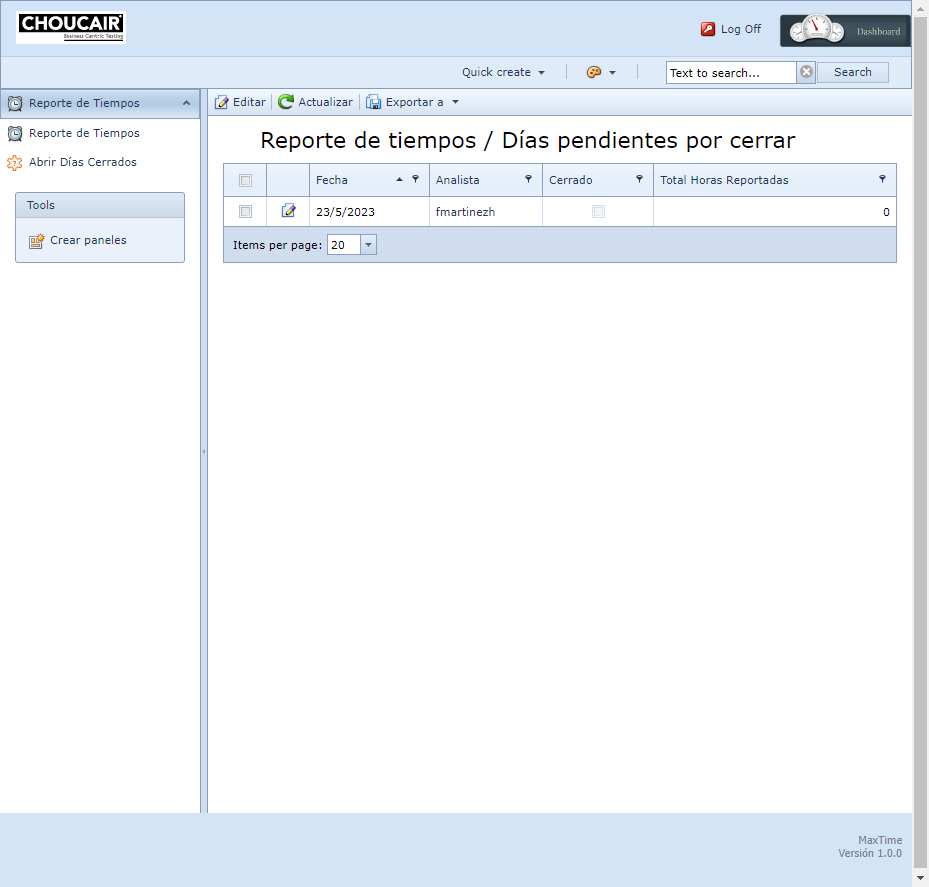 CHOUCAIR
Business Centric Testing
Log Off
Dashboard
Quick create
Text to search...
Search
Reporte de Tiempos
Reporte de Tiempos
Abrir Días Cerrados
Tools
Crear paneles
Editar
Actualizar
Exportar a
Reporte de tiempos / Días pendientes por cerrar
Fecha Analista Cerrado Total Horas Reportadas
23/5/2023 fmartinezh 0
Items per page: 20
MaxTime
Versión 1.0.0